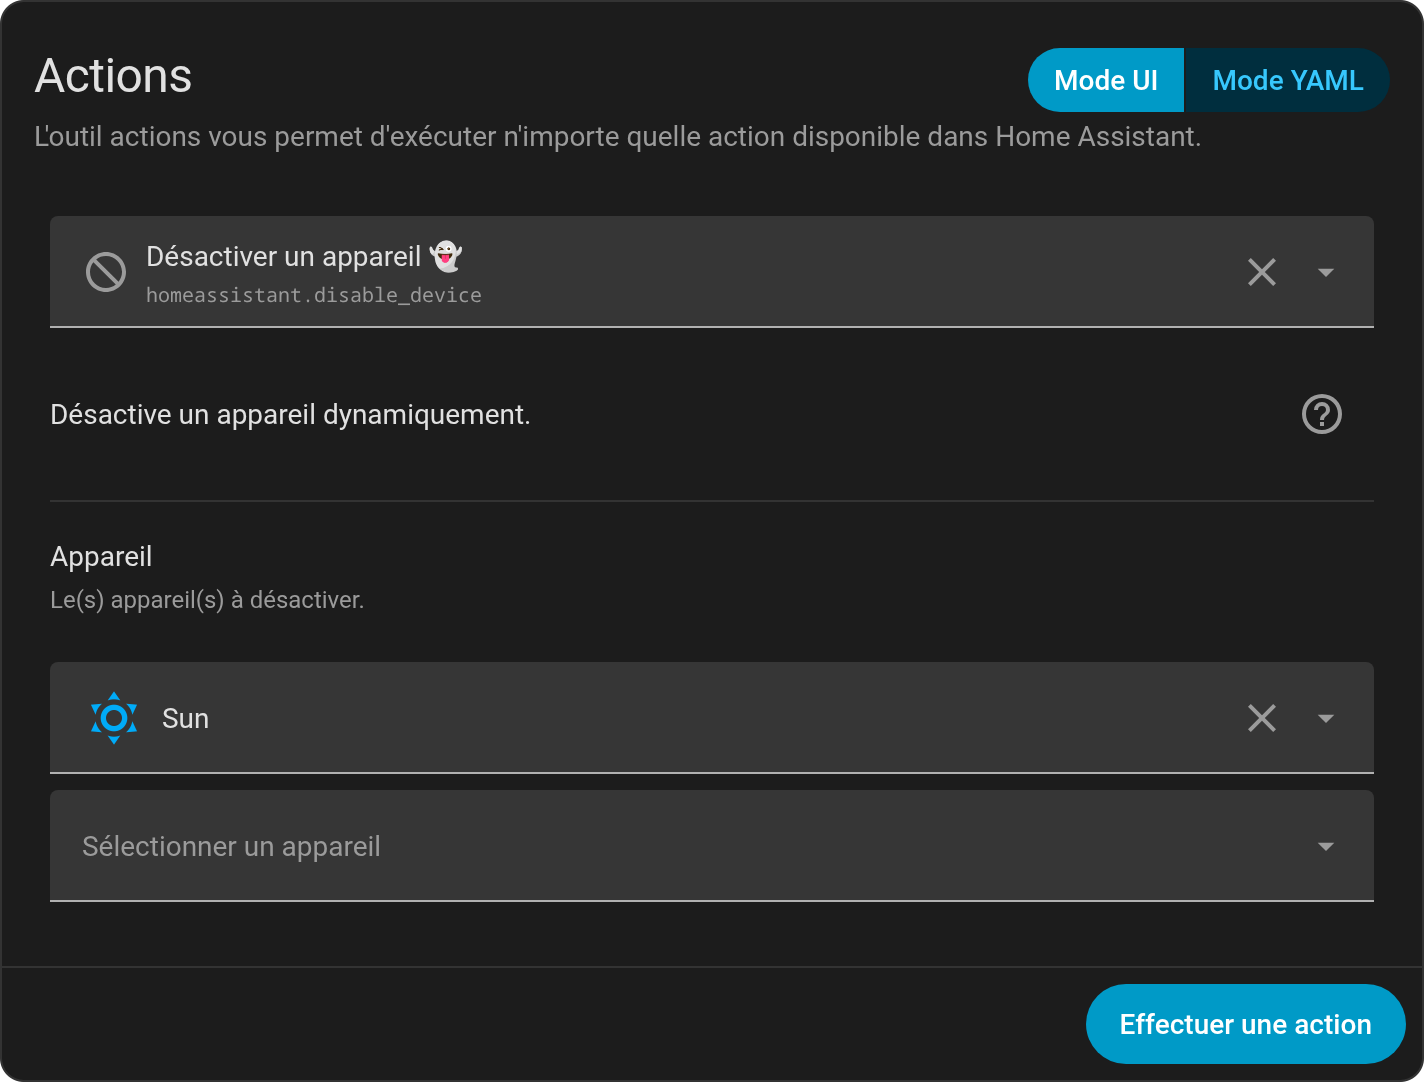 Actions
Mode UI
Mode YAML
L'outil actions vous permet d'exécuter n'importe quelle action disponible dans Home Assistant.
Désactiver un appareil 👻
homeassistant.disable_device
Désactive un appareil dynamiquement.
Appareil
Le(s) appareil(s) à désactiver.
Sun
Sélectionner un appareil
Effectuer une action